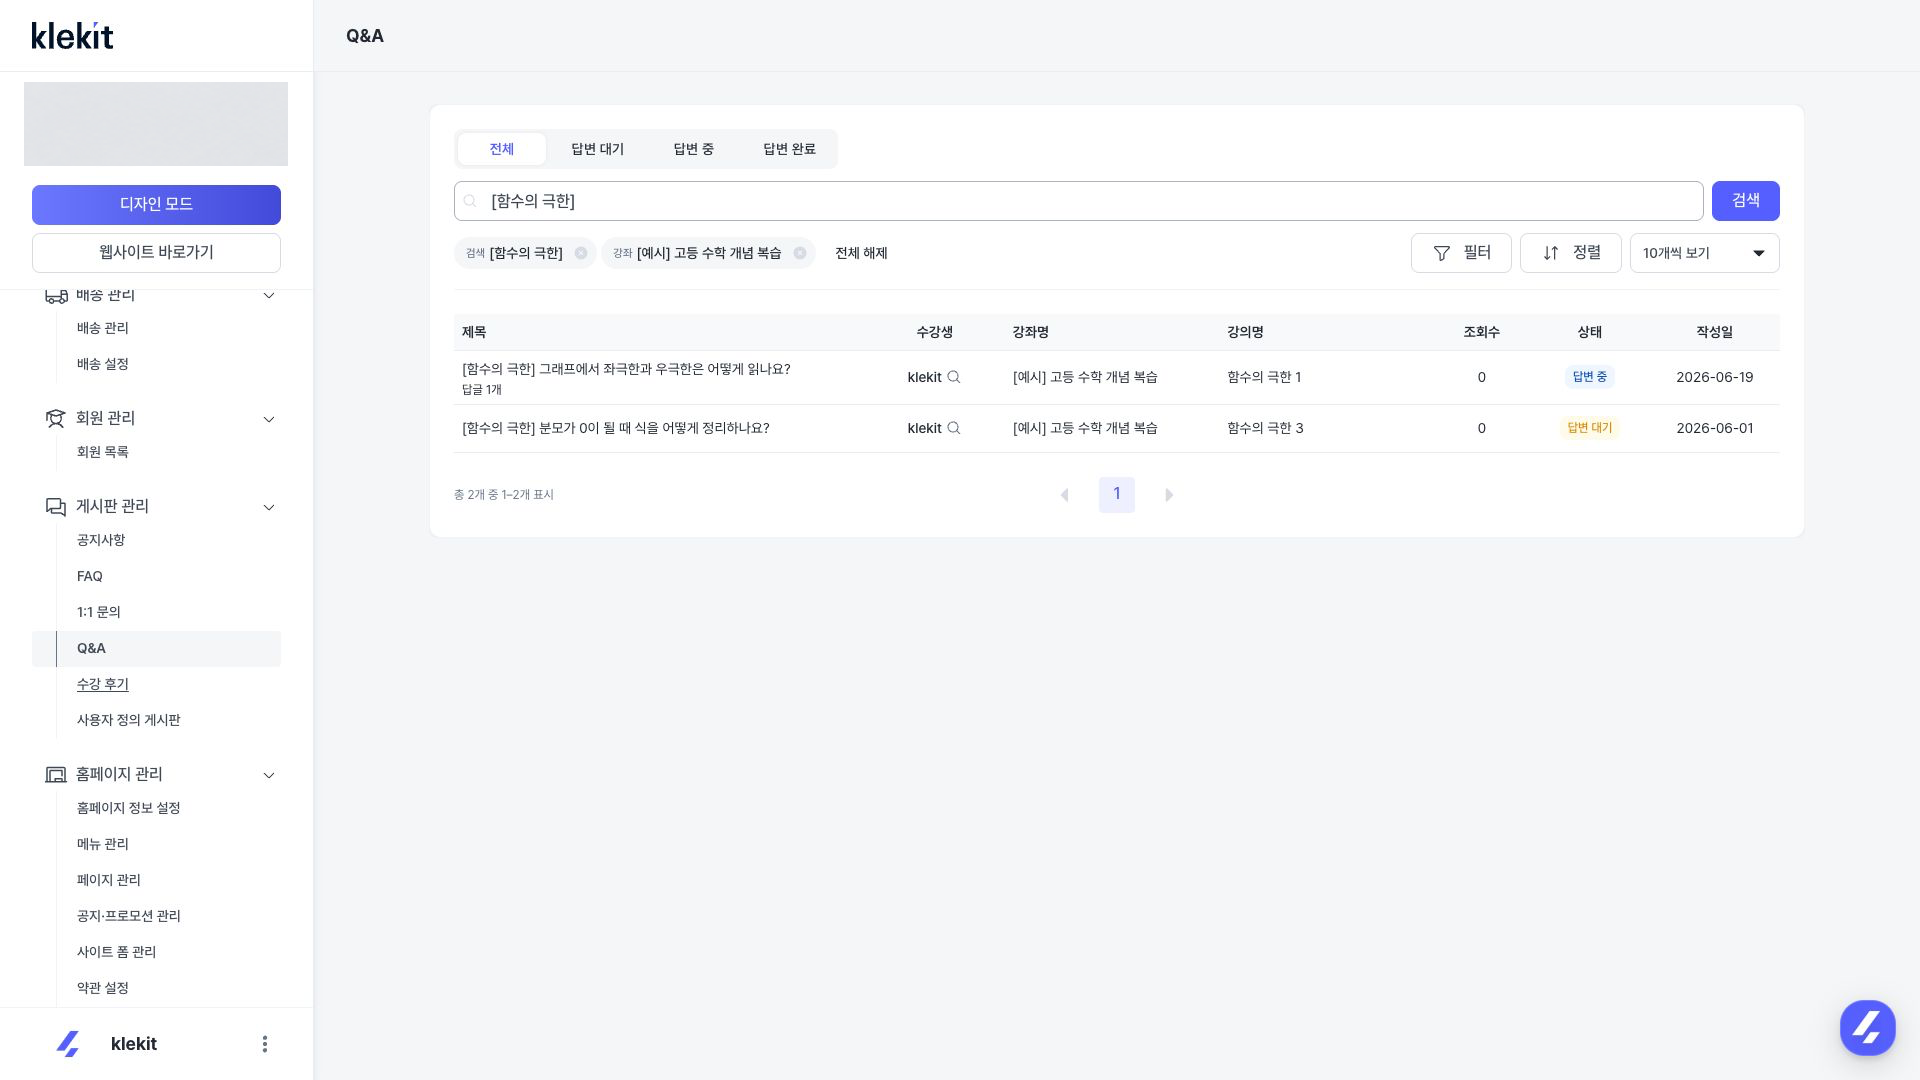 klekit
Q&A
디자인 모드
웹사이트 바로가기
배송 관리
배송 관리
배송 설정
회원 관리
회원 목록
게시판 관리
공지사항
FAQ
1:1 문의
Q&A
수강 후기
사용자 정의 게시판
홈페이지 관리
홈페이지 정보 설정
메뉴 관리
페이지 관리
공지·프로모션 관리
사이트 폼 관리
약관 설정
klekit
전체 답변 대기 답변 중 답변 완료
[함수의 극한] 검색
검색 [함수의 극한] 강좌 [예시] 고등 수학 개념 복습 전체 해제 필터 정렬 10개씩 보기
제목 수강생 강좌명 강의명 조회수 상태 작성일
[함수의 극한] 그래프에서 좌극한과 우극한은 어떻게 읽나요? klekit [예시] 고등 수학 개념 복습 함수의 극한 1 0 답변 중 2026-06-19
답글 1개
[함수의 극한] 분모가 0이 될 때 식을 어떻게 정리하나요? klekit [예시] 고등 수학 개념 복습 함수의 극한 3 0 답변 대기 2026-06-01
총 2개 중 1–2개 표시 1